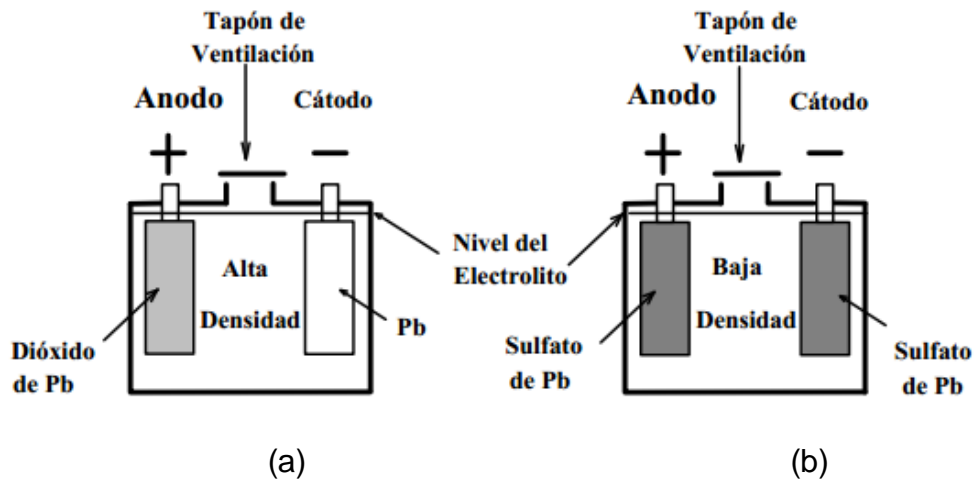 Tapón de
Ventilación
Anodo
Cátodo
+
−
Alta
Densidad
Dióxido
de Pb
Pb
Nivel del
Electrolito
(a)
Tapón de
Ventilación
Anodo
Cátodo
+
−
Baja
Densidad
Sulfato
de Pb
Sulfato
de Pb
(b)